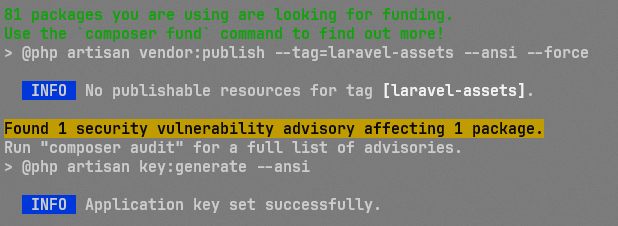 81 packages you are using are looking for funding.
Use the `composer fund` command to find out more!
> @php artisan vendor:publish --tag=laravel-assets --ansi --force
INFO No publishable resources for tag [laravel-assets].
Found 1 security vulnerability advisory affecting 1 package.
Run "composer audit" for a full list of advisories.
> @php artisan key:generate --ansi
INFO Application key set successfully.